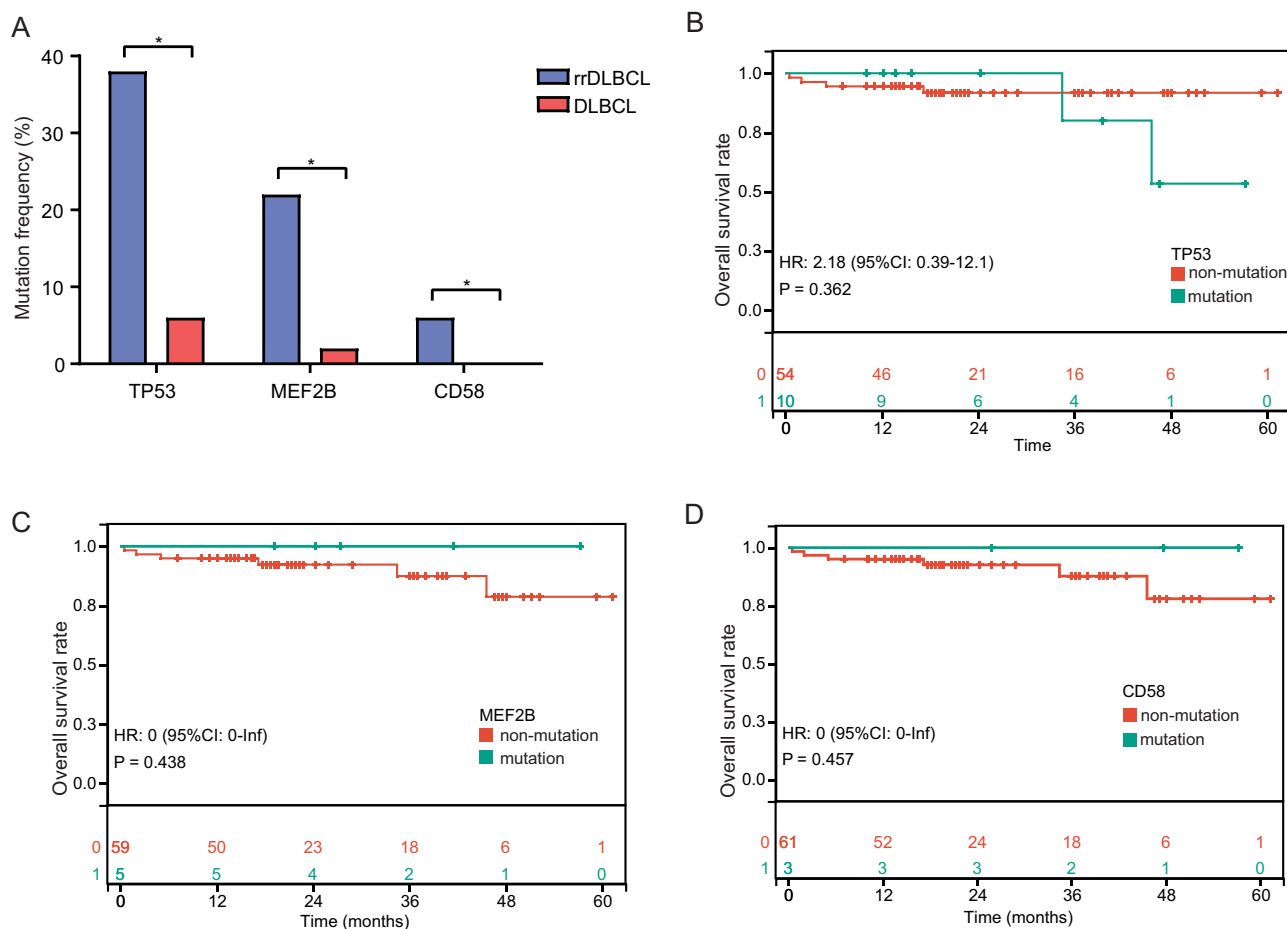 A
Mutation frequency (%)
40
30
20
10
0
*
*
*
rrDLBCL
DLBCL
TP53 MEF2B CD58
B
Overall survival rate
1.0
0.8
0.5
0.3
0.0
HR: 2.18 (95%CI: 0.39-12.1)
P = 0.362
TP53
non-mutation
mutation
0 54 46 21 16 6 1
1 10 9 6 4 1 0
0 12 24 36 48 60
Time
C
Overall survival rate
1.0
0.8
0.5
0.3
0.0
HR: 0 (95%CI: 0-Inf)
P = 0.438
MEF2B
non-mutation
mutation
0 59 50 23 18 6 1
1 5 5 4 2 1 0
0 12 24 36 48 60
Time (months)
D
Overall survival rate
1.0
0.8
0.5
0.3
0.0
HR: 0 (95%CI: 0-Inf)
P = 0.457
CD58
non-mutation
mutation
0 61 52 24 18 6 1
1 3 3 3 2 1 0
0 12 24 36 48 60
Time (months)